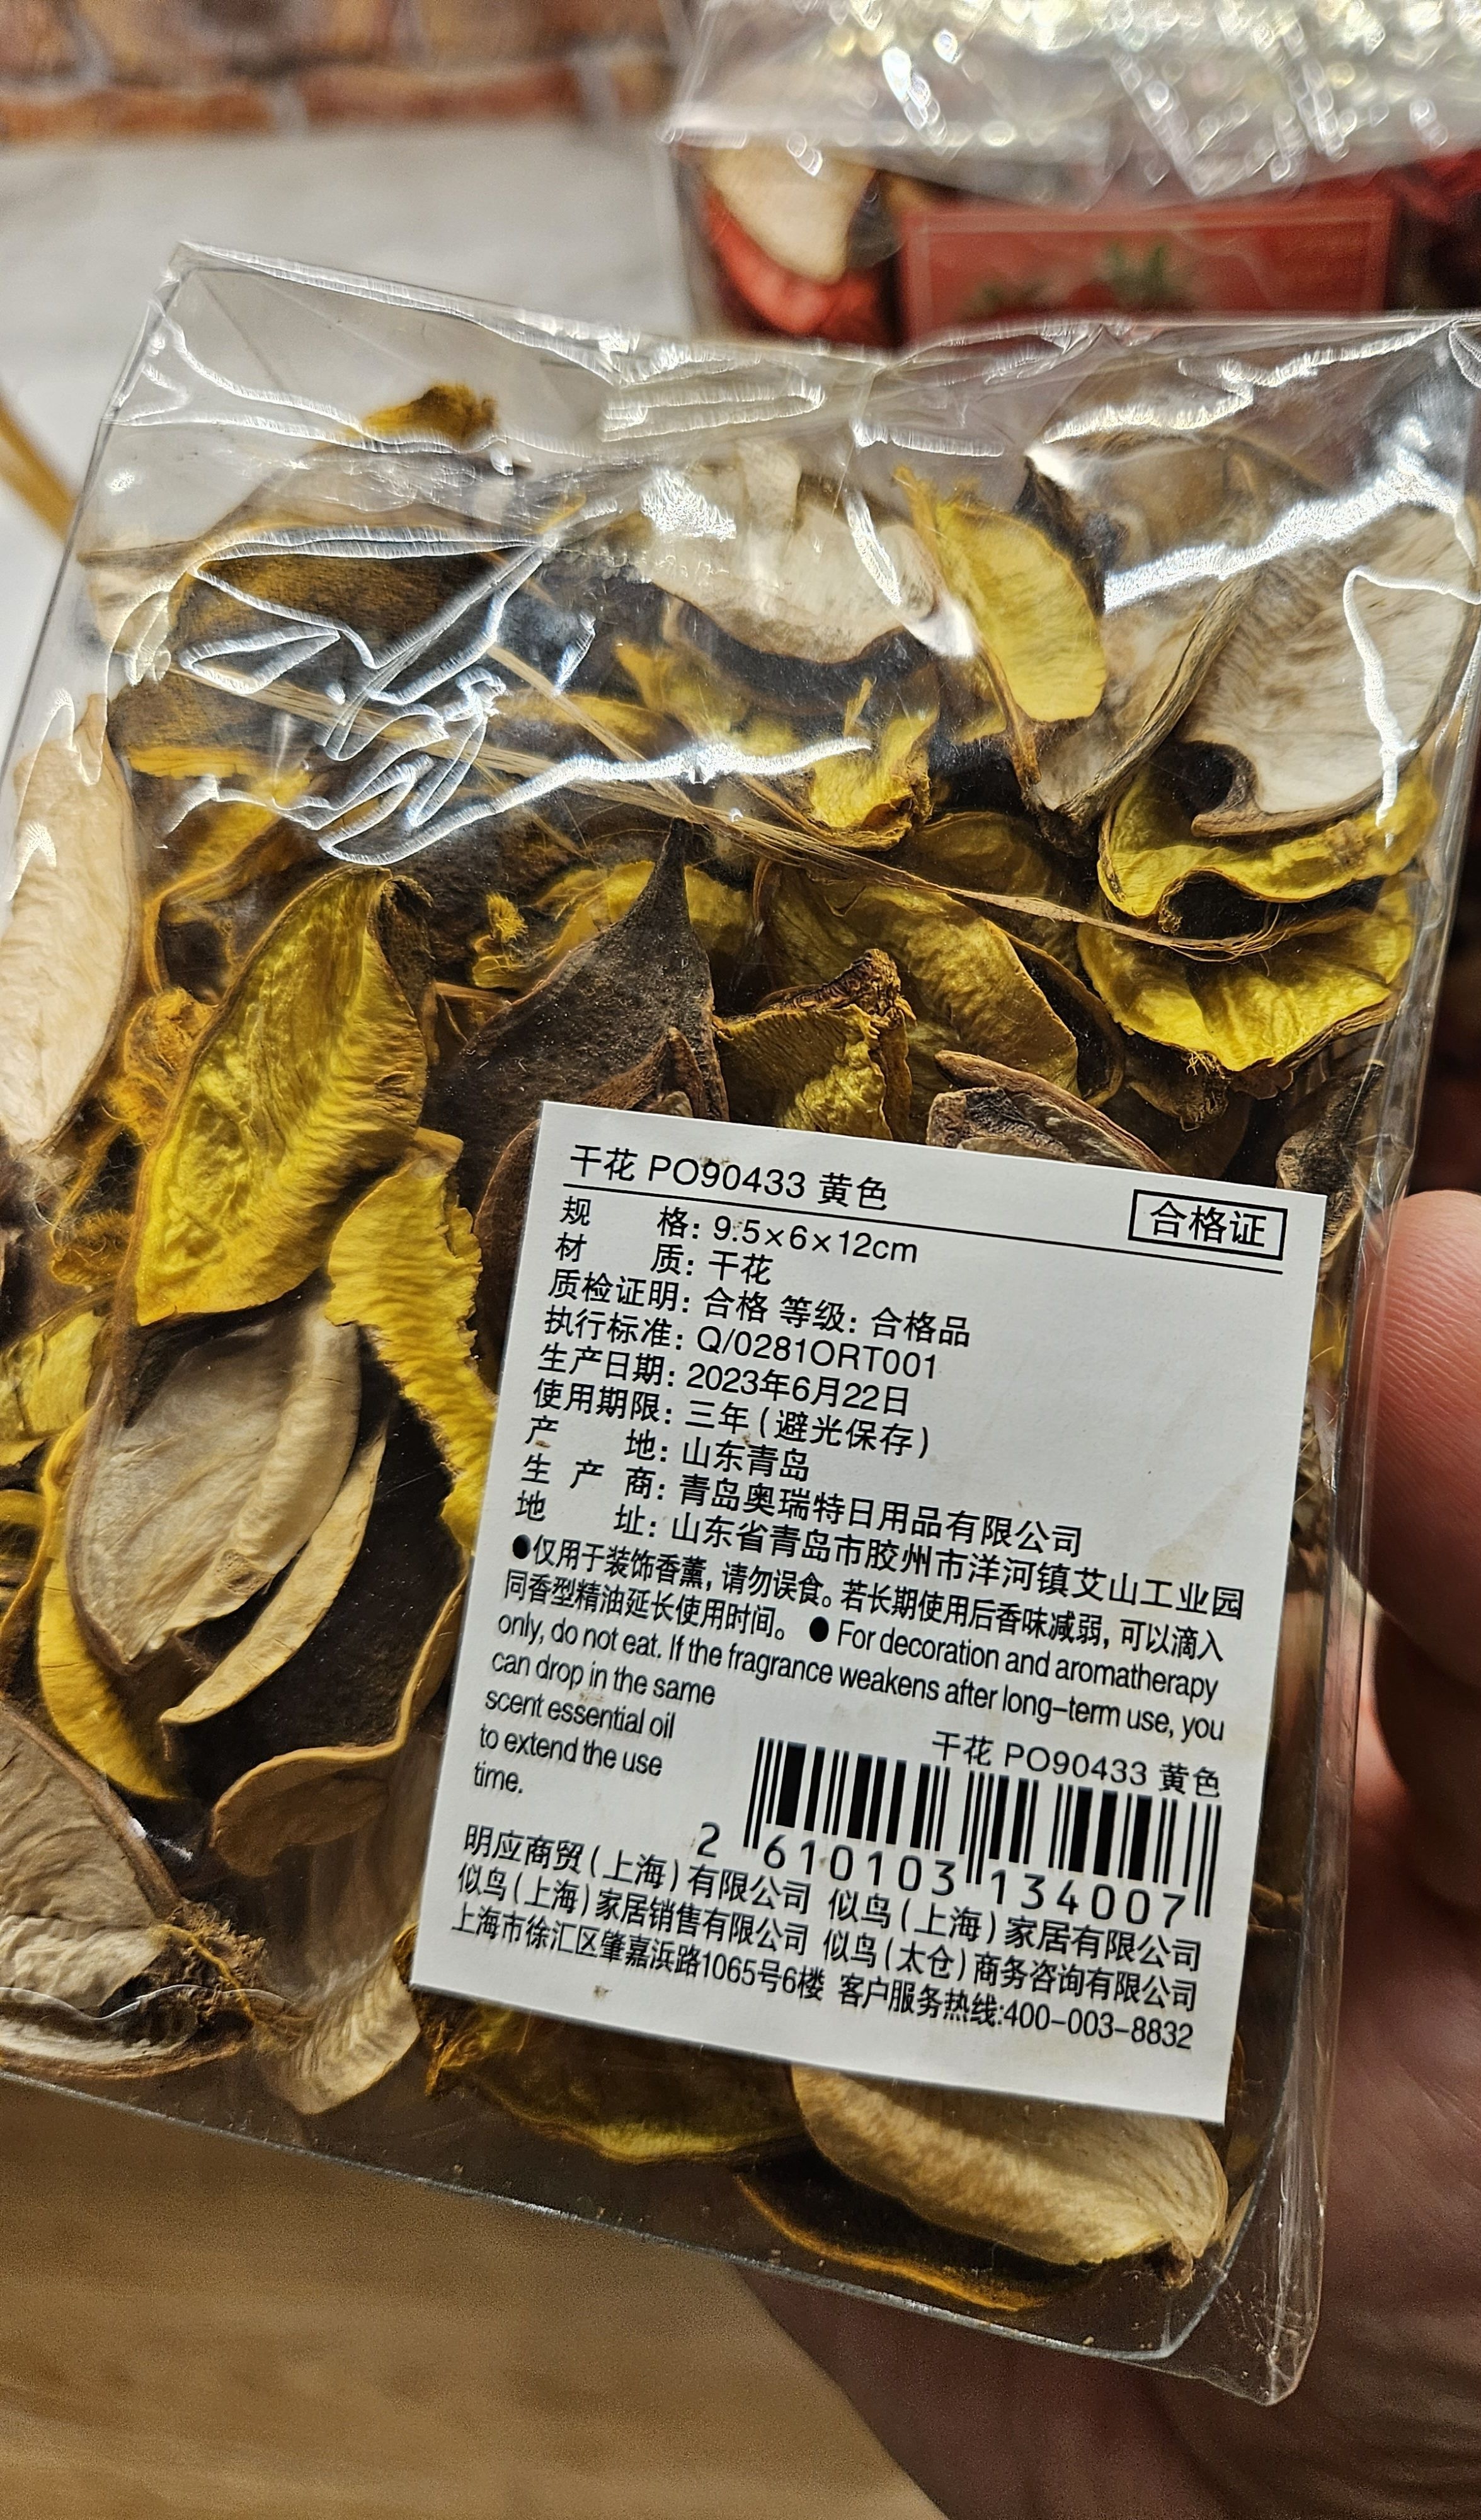 干花 PO90433 黄色
合格证
规 格: 9.5×6×12cm
材 质: 干花
质检证明: 合格 等级: 合格品
执行标准: Q/0281ORT001
生产日期: 2023年6月22日
使用期限: 三年(避光保存)
产 地: 山东青岛
生 产 商: 青岛奥瑞特日用品有限公司
地 址: 山东省青岛市胶州市洋河镇艾山工业园
●仅用于装饰香薰, 请勿误食。若长期使用后香味减弱, 可以滴入
同香型精油延长使用时间。 ● For decoration and aromatherapy
only, do not eat. If the fragrance weakens after long-term use, you
can drop in the same
scent essential oil
to extend the use
time.
干花 PO90433 黄色
2 610103 134007
明应商贸(上海)有限公司 似鸟(上海)家居有限公司
似鸟(上海)家居销售有限公司 似鸟(太仓)商务咨询有限公司
上海市徐汇区肇嘉浜路1065号6楼 客户服务热线:400-003-8832